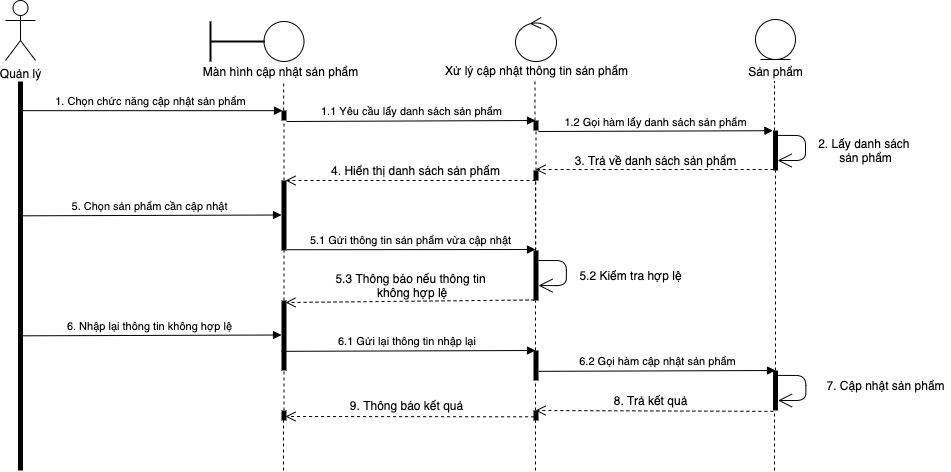 Quản lý
Màn hình cập nhật sản phẩm
Xử lý cập nhật thông tin sản phẩm
Sản phẩm
1. Chọn chức năng cập nhật sản phẩm
1.1 Yêu cầu lấy danh sách sản phẩm
1.2 Gọi hàm lấy danh sách sản phẩm
2. Lấy danh sách
sản phẩm
3. Trả về danh sách sản phẩm
4. Hiển thị danh sách sản phẩm
5. Chọn sản phẩm cần cập nhật
5.1 Gửi thông tin sản phẩm vừa cập nhật
5.2 Kiểm tra hợp lệ
5.3 Thông báo nếu thông tin
không hợp lệ
6. Nhập lại thông tin không hợp lệ
6.1 Gửi lại thông tin nhập lại
6.2 Gọi hàm cập nhật sản phẩm
7. Cập nhật sản phẩm
8. Trả kết quả
9. Thông báo kết quả